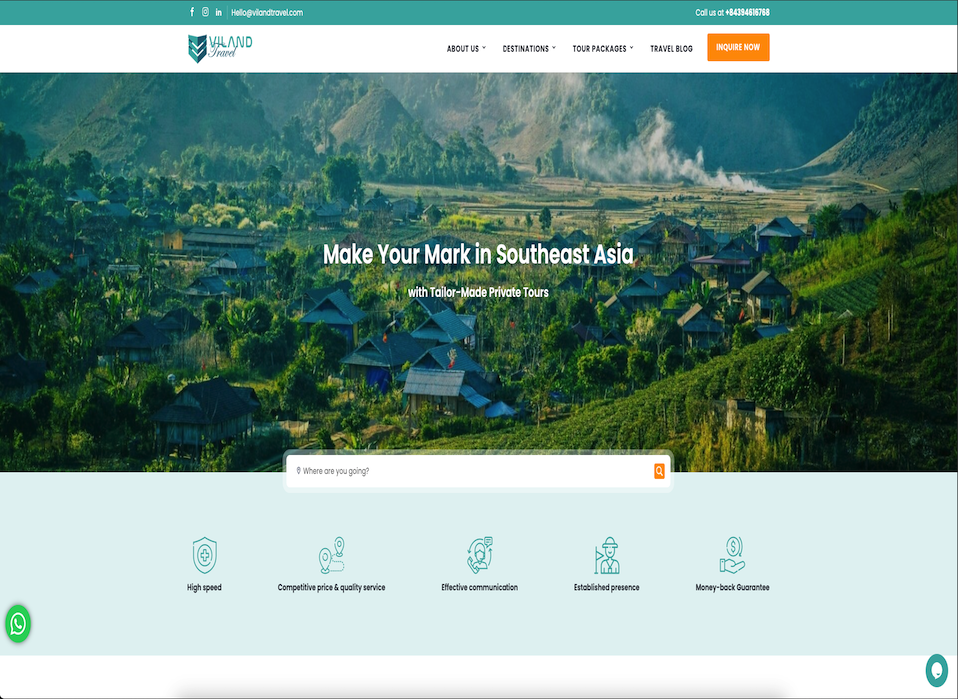 Hello@vilandtravel.com
Call us at +84394616768
VILAND
Travel
ABOUT US
DESTINATIONS
TOUR PACKAGES
TRAVEL BLOG
INQUIRE NOW
Make Your Mark in Southeast Asia
with Tailor-Made Private Tours
Where are you going?
High speed
Competitive price & quality service
Effective communication
Established presence
Money-back Guarantee